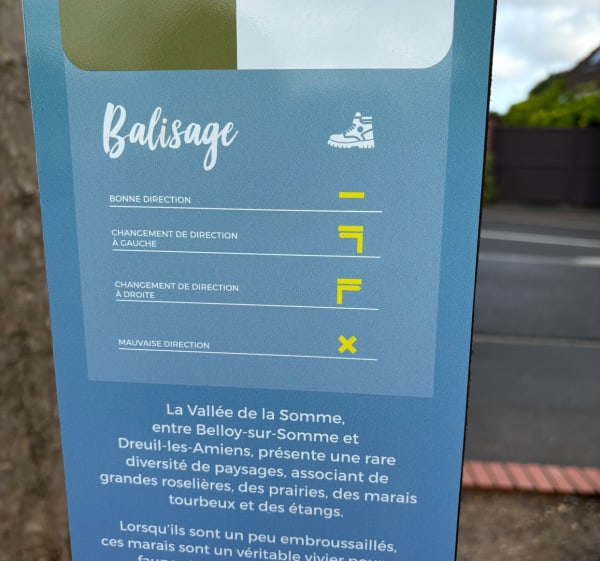 Balisage
BONNE DIRECTION
CHANGEMENT DE DIRECTION
À GAUCHE
CHANGEMENT DE DIRECTION
À DROITE
MAUVAISE DIRECTION
La Vallée de la Somme,
entre Belloy-sur-Somme et
Dreuil-les-Amiens, présente une rare
diversité de paysages, associant de
grandes roselières, des prairies, des marais
tourbeux et des étangs.
Lorsqu'ils sont un peu embroussaillés,
ces marais sont un véritable vivier pour